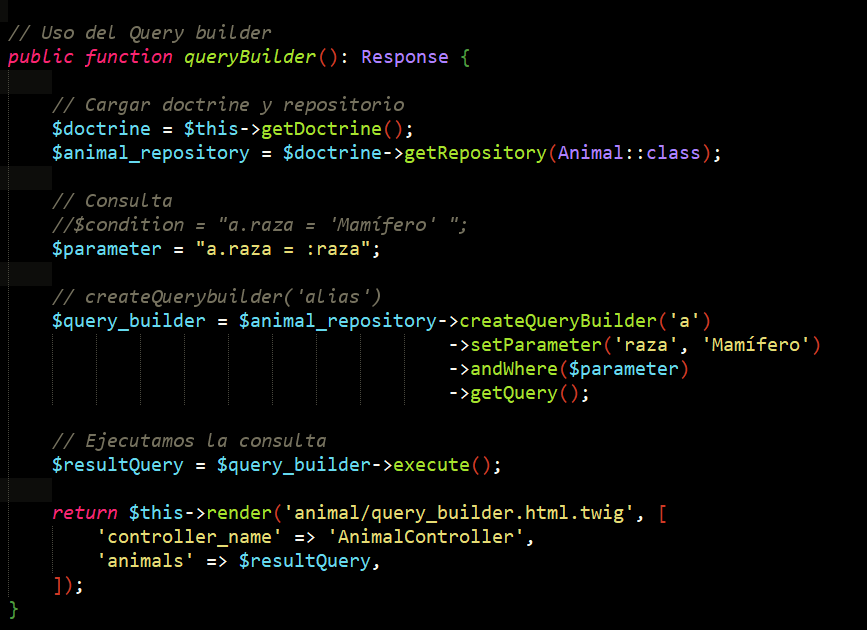 // Uso del Query builder
public function queryBuilder(): Response {
// Cargar doctrine y repositorio
$doctrine = $this->getDoctrine();
$animal_repository = $doctrine->getRepository(Animal::class);
// Consulta
//$condition = "a.raza = 'Mamífero' ";
$parameter = "a.raza = :raza";
// createQuerybuilder('alias')
$query_builder = $animal_repository->createQueryBuilder('a')
->setParameter('raza', 'Mamífero')
->andWhere($parameter)
->getQuery();
// Ejecutamos la consulta
$resultQuery = $query_builder->execute();
return $this->render('animal/query_builder.html.twig', [
'controller_name' => 'AnimalController',
'animals' => $resultQuery,
]);
}